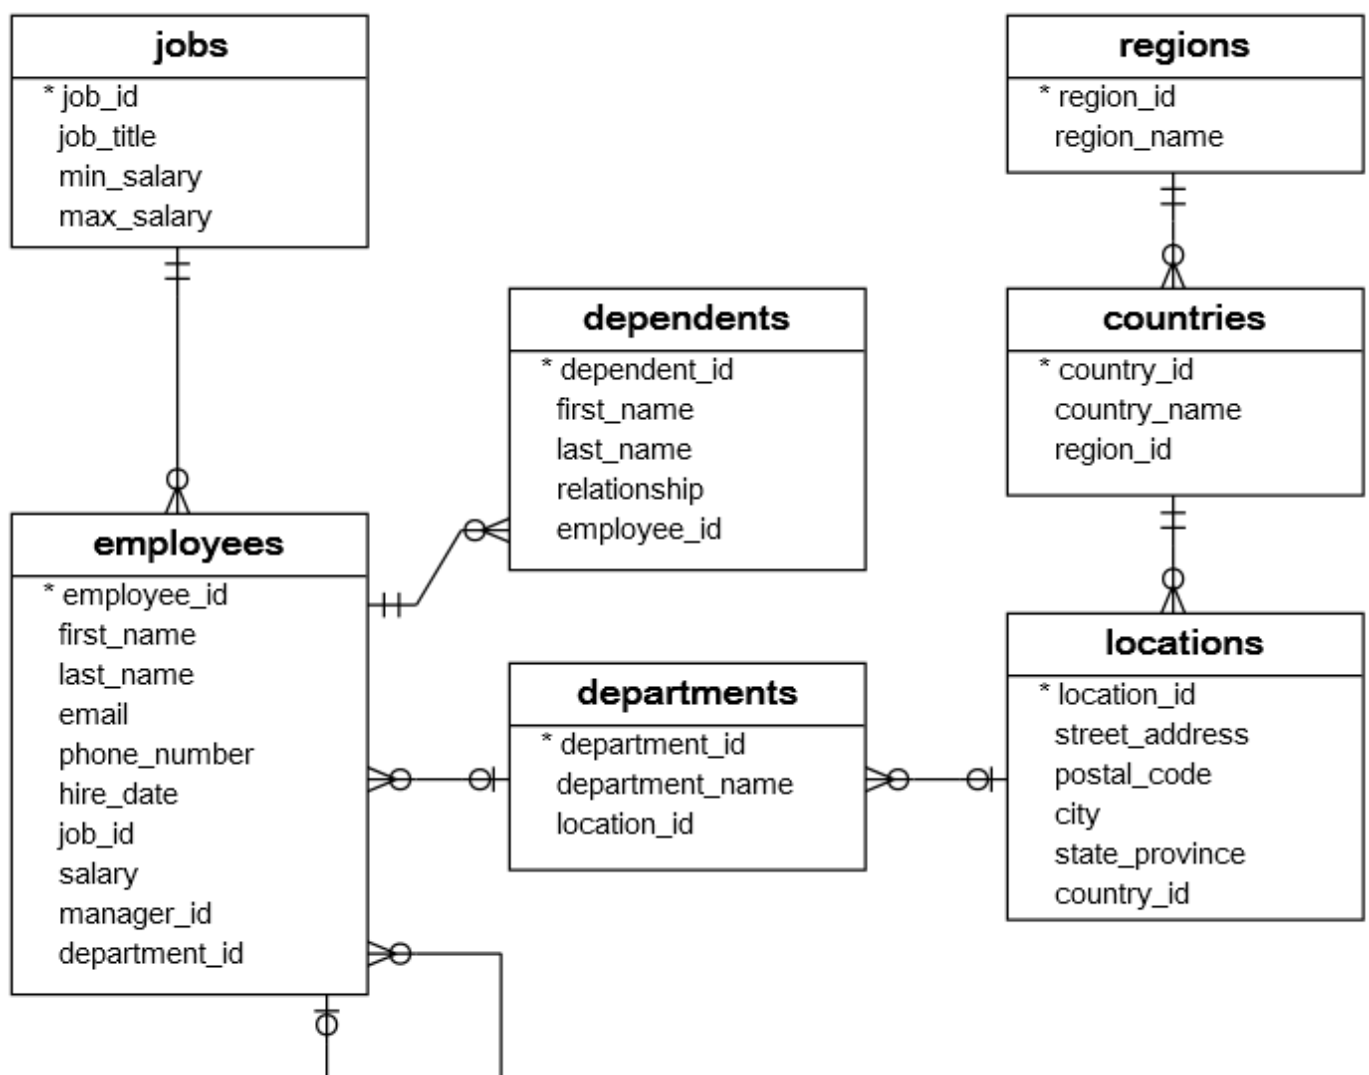 jobs
* job_id
job_title
min_salary
max_salary
regions
* region_id
region_name
dependents
* dependent_id
first_name
last_name
relationship
employee_id
countries
* country_id
country_name
region_id
employees
* employee_id
first_name
last_name
email
phone_number
hire_date
job_id
salary
manager_id
department_id
departments
* department_id
department_name
location_id
locations
* location_id
street_address
postal_code
city
state_province
country_id